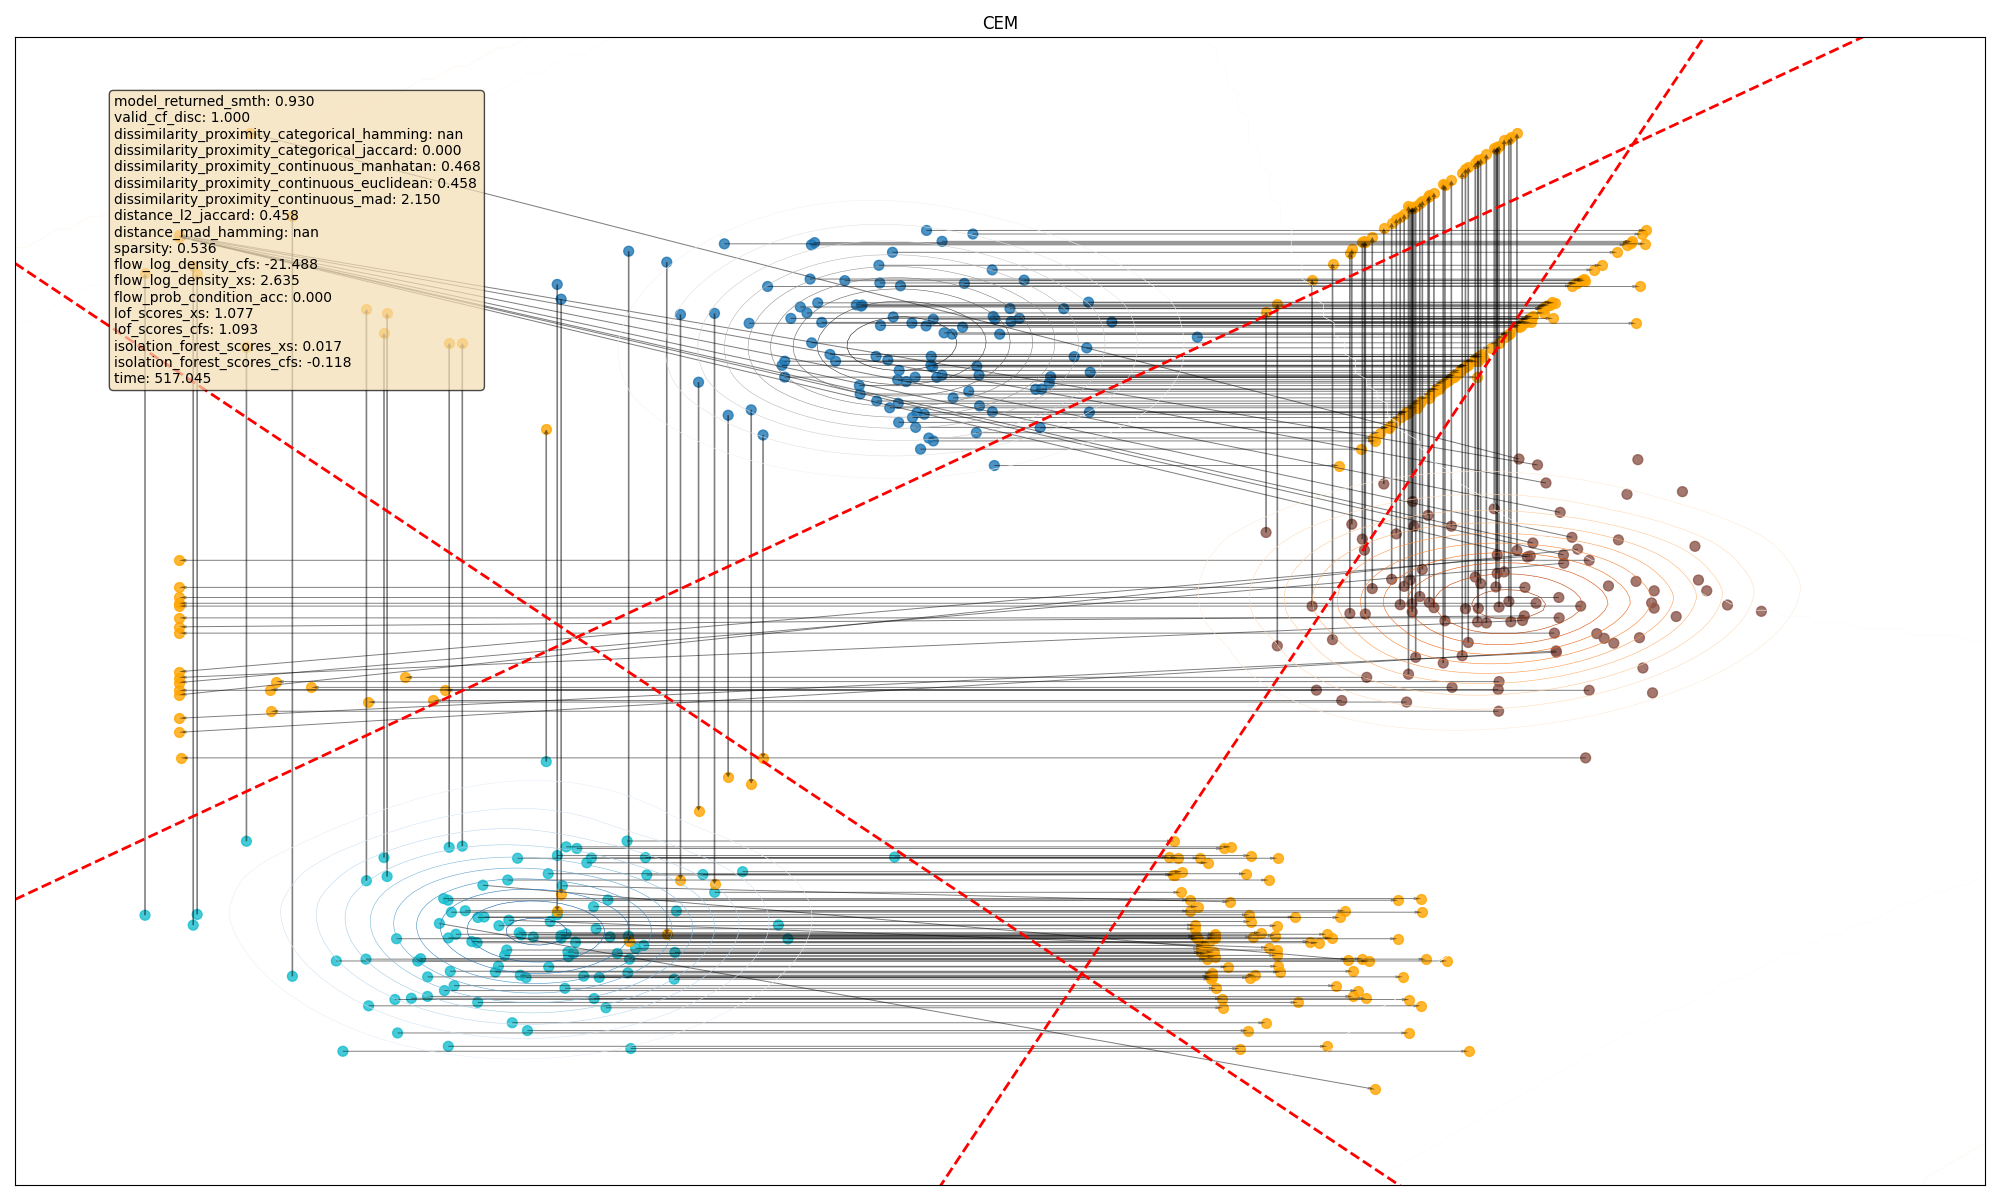 CEM
model_returned_smth: 0.930
valid_cf_disc: 1.000
dissimilarity_proximity_categorical_hamming: nan
dissimilarity_proximity_categorical_jaccard: 0.000
dissimilarity_proximity_continuous_manhatan: 0.468
dissimilarity_proximity_continuous_euclidean: 0.458
dissimilarity_proximity_continuous_mad: 2.150
distance_l2_jaccard: 0.458
distance_mad_hamming: nan
sparsity: 0.536
flow_log_density_cfs: -21.488
flow_log_density_xs: 2.635
flow_prob_condition_acc: 0.000
lof_scores_xs: 1.077
lof_scores_cfs: 1.093
isolation_forest_scores_xs: 0.017
isolation_forest_scores_cfs: -0.118
time: 517.045